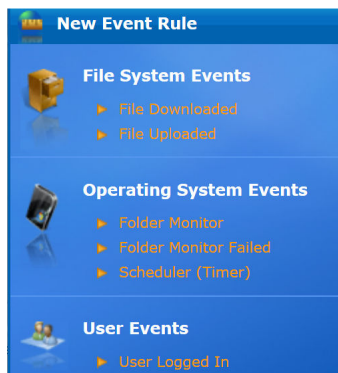 New Event Rule
File System Events
File Downloaded
File Uploaded
Operating System Events
Folder Monitor
Folder Monitor Failed
Scheduler (Timer)
User Events
User Logged In